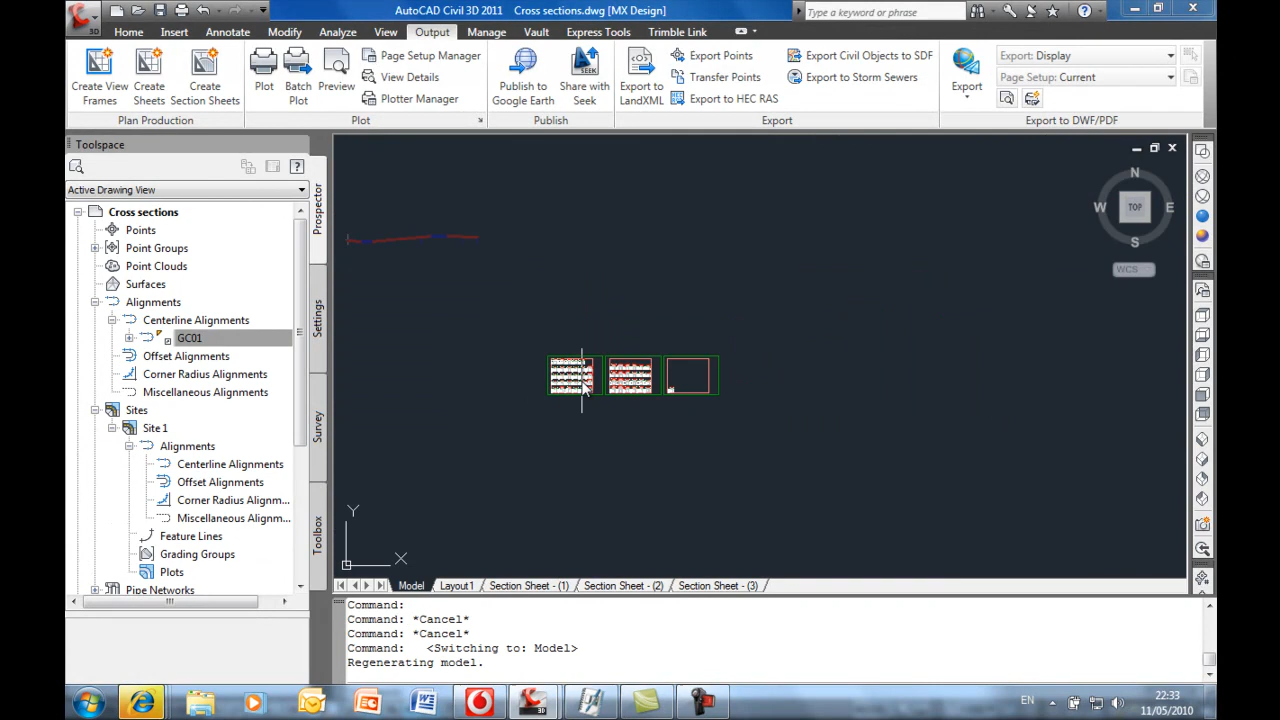 AutoCAD Civil 3D 2011 Cross sections.dwg [MX Design]
Type a keyword or phrase
3D
Home Insert Annotate Modify Analyze View Output Manage Vault Express Tools Trimble Link
Create View Frames
Create Sheets
Create Section Sheets
Plan Production
Plot
Batch Plot
Preview
Page Setup Manager
View Details
Plotter Manager
Plot
Publish to Google Earth
SEEK
Share with Seek
Publish
Export to LandXML
Export Points
Transfer Points
Export to HEC RAS
Export Civil Objects to SDF
Export to Storm Sewers
Export
Export
Export: Display
Page Setup: Current
Export to DWF/PDF
Toolspace
Active Drawing View
Cross sections
Points
Point Groups
Point Clouds
Surfaces
Alignments
Centerline Alignments
GC01
Offset Alignments
Corner Radius Alignments
Miscellaneous Alignments
Sites
Site 1
Alignments
Centerline Alignments
Offset Alignments
Corner Radius Alignm...
Miscellaneous Alignm...
Feature Lines
Grading Groups
Plots
Pipe Networks
Prospector
Settings
Survey
Toolbox
N
W TOP E
S
WCS
Y
X
Model Layout1 Section Sheet - (1) Section Sheet - (2) Section Sheet - (3)
Command:
Command: *Cancel*
Command: *Cancel*
Command: <Switching to: Model>
Regenerating model.
EN
22:33
11/05/2010